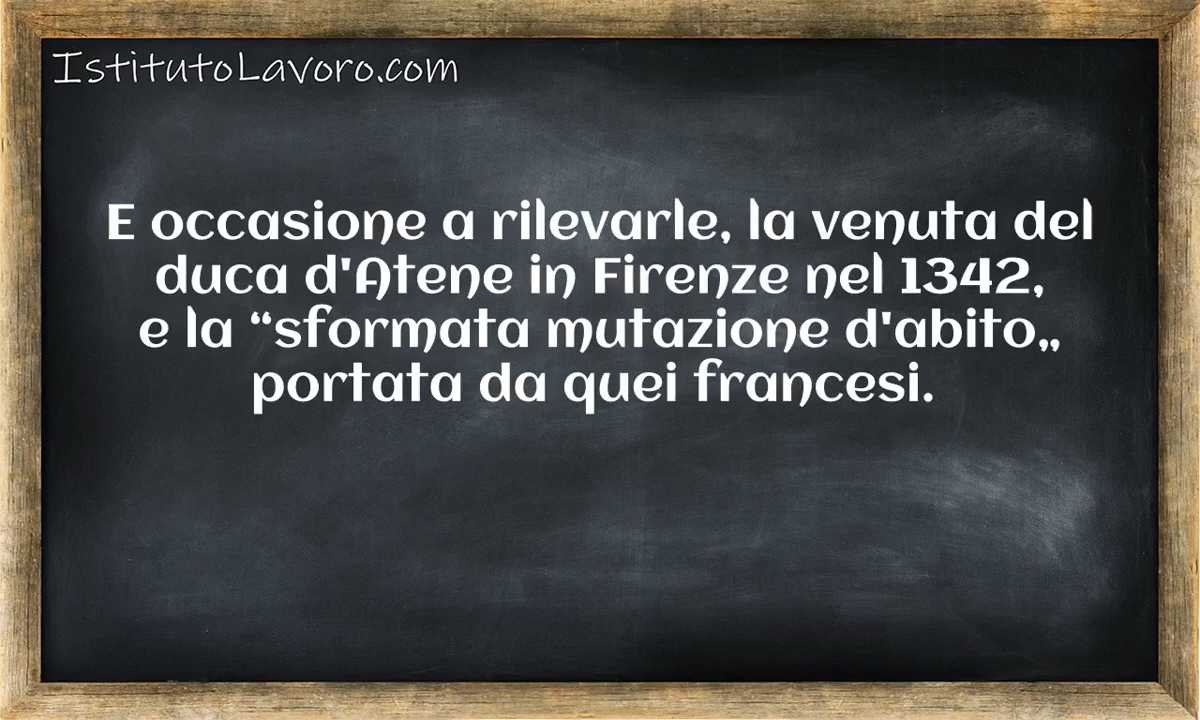 IstitutoLavoro.com
E occasione a rilevarle, la venuta del
duca d'Atene in Firenze nel 1342,
e la “sformata mutazione d'abito„
portata da quei francesi.